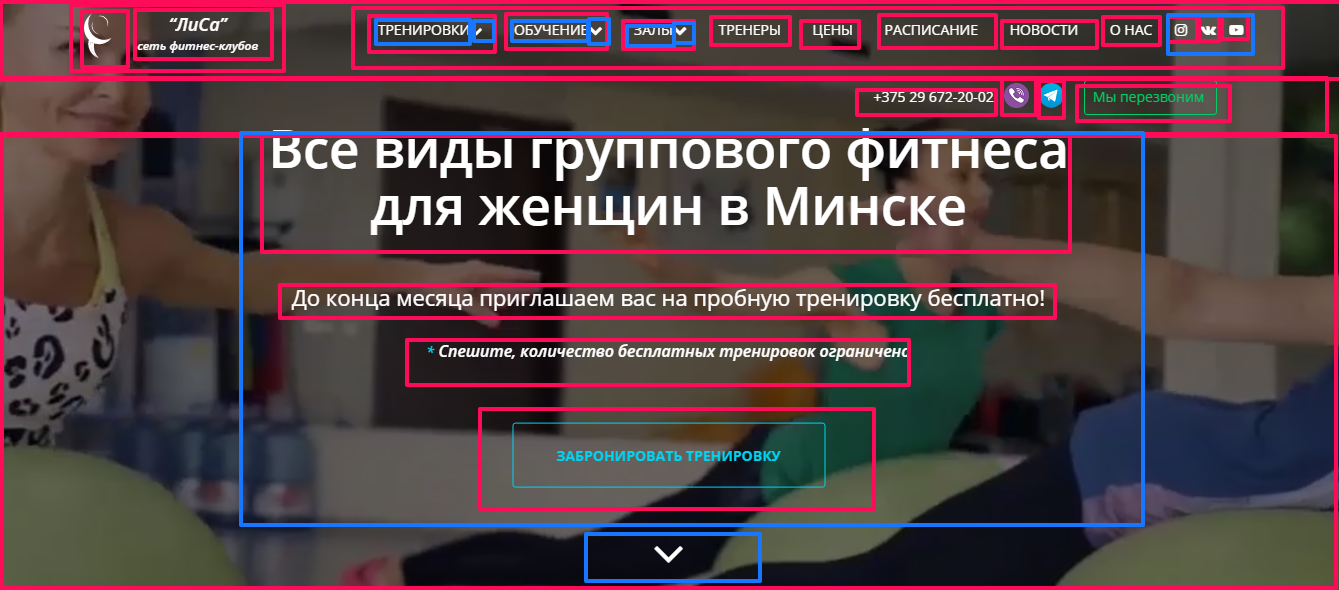 “ЛиСа”
сеть фитнес-клубов
ТРЕНИРОВКИ
ОБУЧЕНИЕ
ЗАЛЫ
ТРЕНЕРЫ
ЦЕНЫ
РАСПИСАНИЕ
НОВОСТИ
О НАС
+375 29 672-20-02
Мы перезвоним
Все виды группового фитнеса
для женщин в Минске
До конца месяца приглашаем вас на пробную тренировку бесплатно!
* Спешите, количество бесплатных тренировок ограничено
ЗАБРОНИРОВАТЬ ТРЕНИРОВКУ